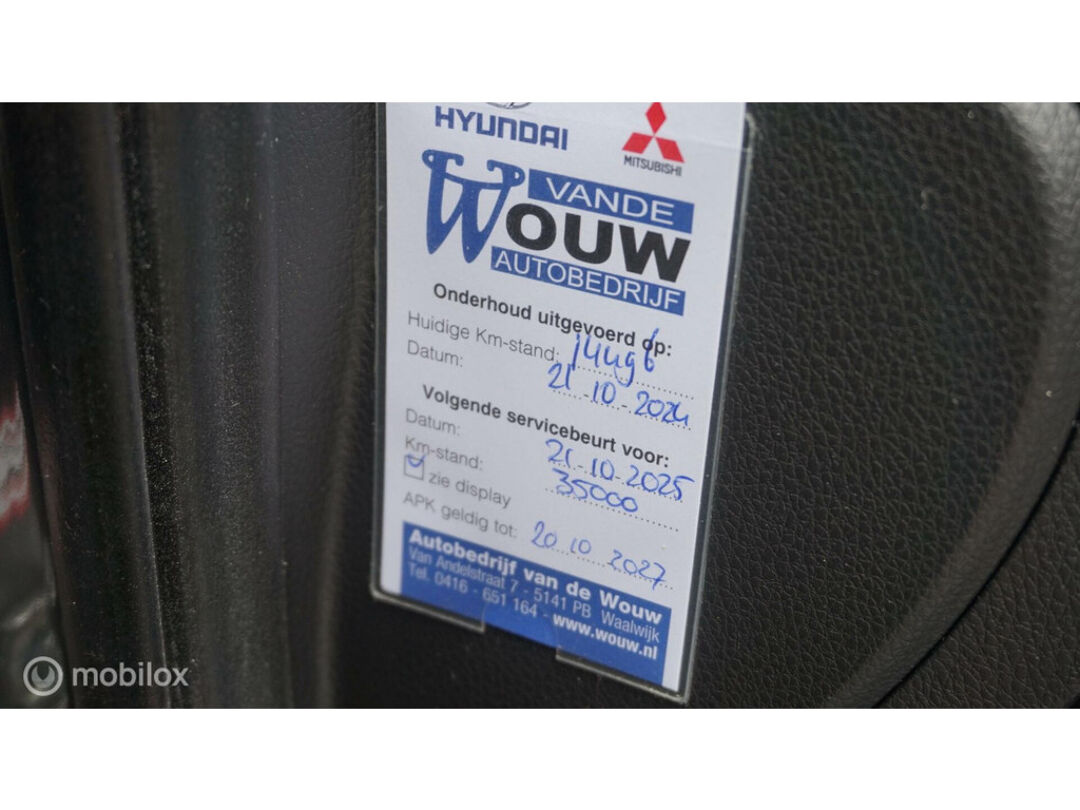 HYUNDAI
MITSUBISHI
VANDE
WOUW
AUTOBEDRIJF
Onderhoud uitgevoerd op:
Huidige Km-stand: 14496
Datum: 21-10-2024
Volgende servicebeurt voor:
Datum: 21-10-2025
Km-stand: 35000
zie display
APK geldig tot: 20 10 2027
Autobedrijf van de Wouw
Van Andelstraat 7 - 5141 PB Waalwijk
Tel. 0416 - 651 164 - www.wouw.nl
mobilox